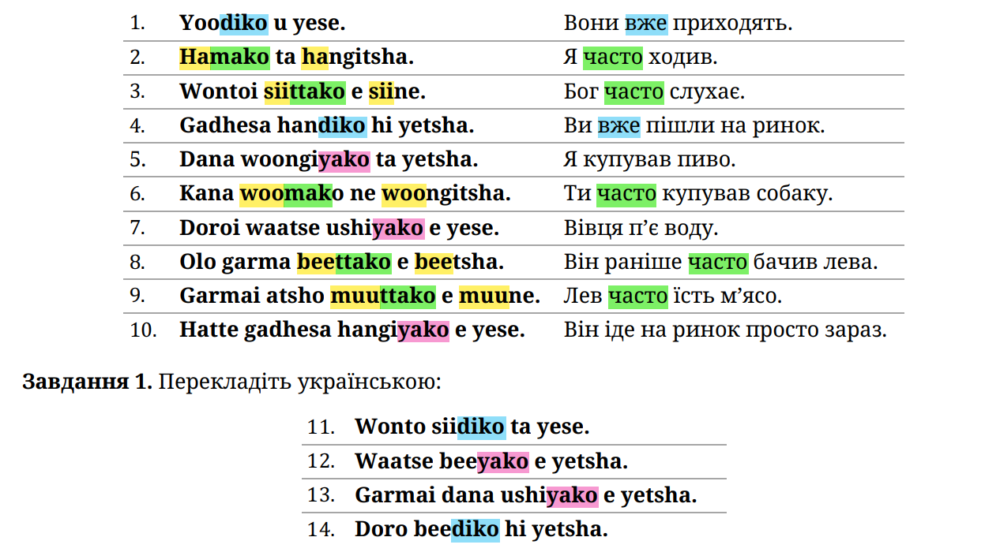 1. Yoodiko u yese. Вони вже приходять.
2. Hamako ta hangitsha. Я часто ходив.
3. Wontoi siittako e siine. Бог часто слухає.
4. Gadhesa handiko hi yetsha. Ви вже пішли на ринок.
5. Dana woongiyako ta yetsha. Я купував пиво.
6. Kana woomako ne woongitsha. Ти часто купував собаку.
7. Doroi waatse ushiyako e yese. Вівця п’є воду.
8. Olo garma beettako e beetsha. Він раніше часто бачив лева.
9. Garmai atsho muuttako e muune. Лев часто їсть м’ясо.
10. Hatte gadhesa hangiyako e yese. Він іде на ринок просто зараз.
Завдання 1. Перекладіть українською:
11. Wonto siidiko ta yese.
12. Waatse beeyako e yetsha.
13. Garmai dana ushiyako e yetsha.
14. Doro beediko hi yetsha.